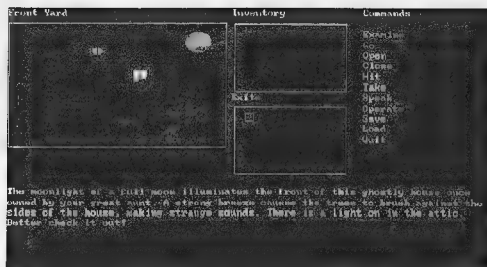 Front Yard
Inventory
Commands
Examine
Go
Open
Close
Hit
Take
Speak
Operate
Save
Load
Quit
Exits
The moonlight of a full moon illuminates the front of this ghostly house once
owned by your great aunt. A strong breeze causes the trees to brush against the
sides of the house, making strange sounds. There is a light on in the attic.
Better check it out!